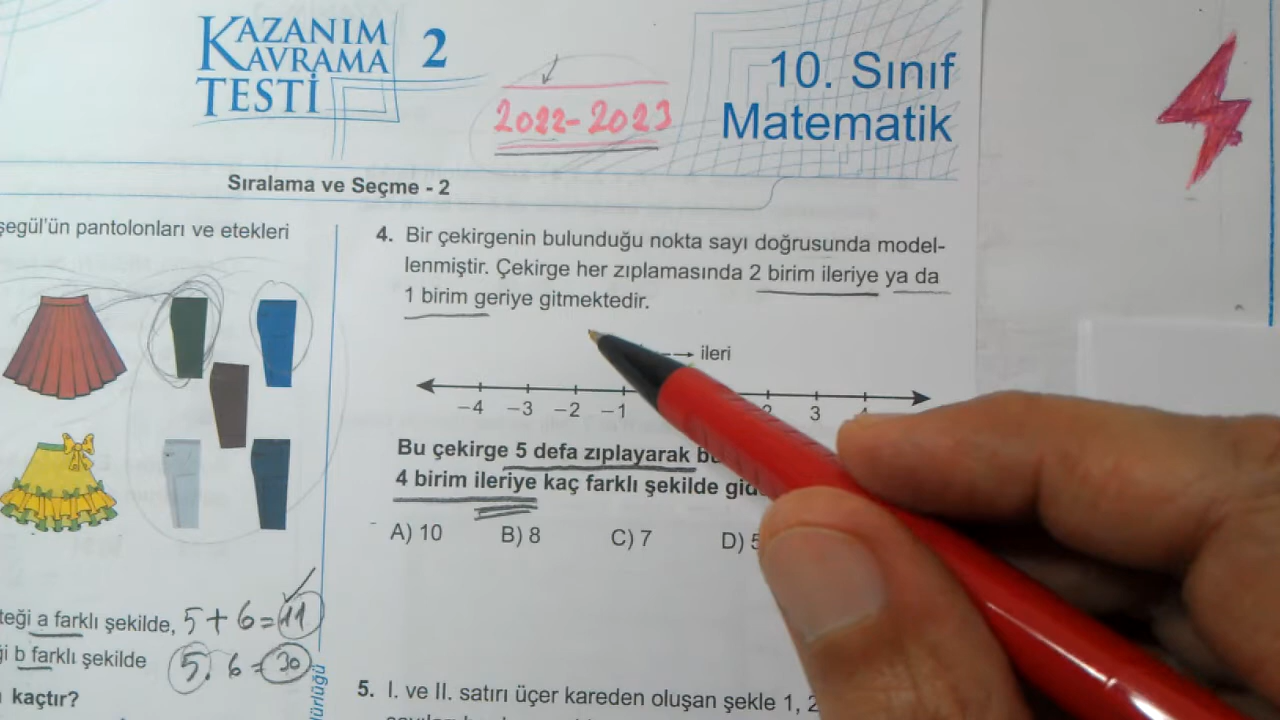 KAZANIM
KAVRAMA
TESTİ
2
2022-2023
10. Sınıf
Matematik
Sıralama ve Seçme - 2
şegül'ün pantolonları ve etekleri
teği a farklı şekilde, 5+6=11
ği b farklı şekilde 5.6=30
kaçtır?
4. Bir çekirgenin bulunduğu nokta sayı doğrusunda model-
lenmiştir. Çekirge her zıplamasında 2 birim ileriye ya da
1 birim geriye gitmektedir.
ileri
-4 -3 -2 -1 2 3
Bu çekirge 5 defa zıplayarak
4 birim ileriye kaç farklı şekilde
A) 10 B) 8 C) 7 D) 5
5. I. ve II. satırı üçer kareden oluşan şekle 1, 2